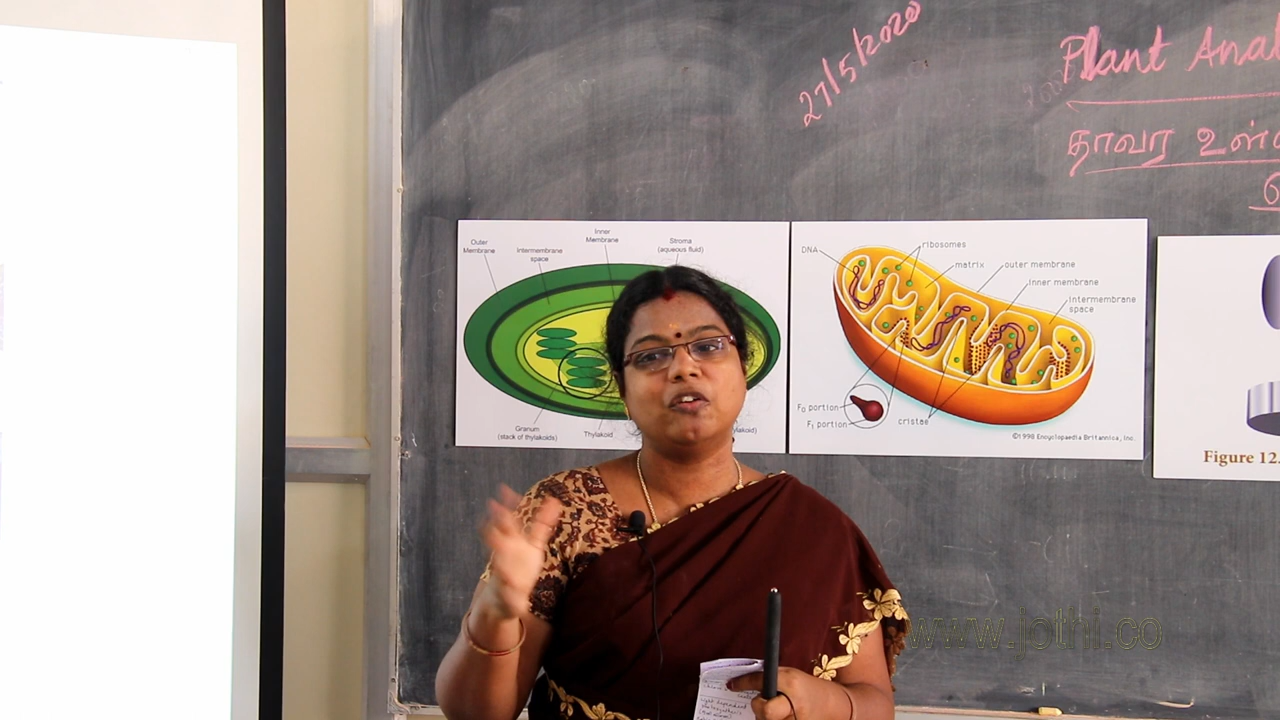 27/5/2020
Plant Anal
தாவர உள்
Outer
Membrane
Intermembrane
space
Inner
Membrane
Stroma
(aqueous fluid)
Granum
(stack of thylakoids)
Thylakoid
DNA
ribosomes
matrix
outer membrane
inner membrane
intermembrane
space
F0 portion
F1 portion
cristae
©1998 Encyclopaedia Britannica, Inc.
Figure 12.
www.jothi.co